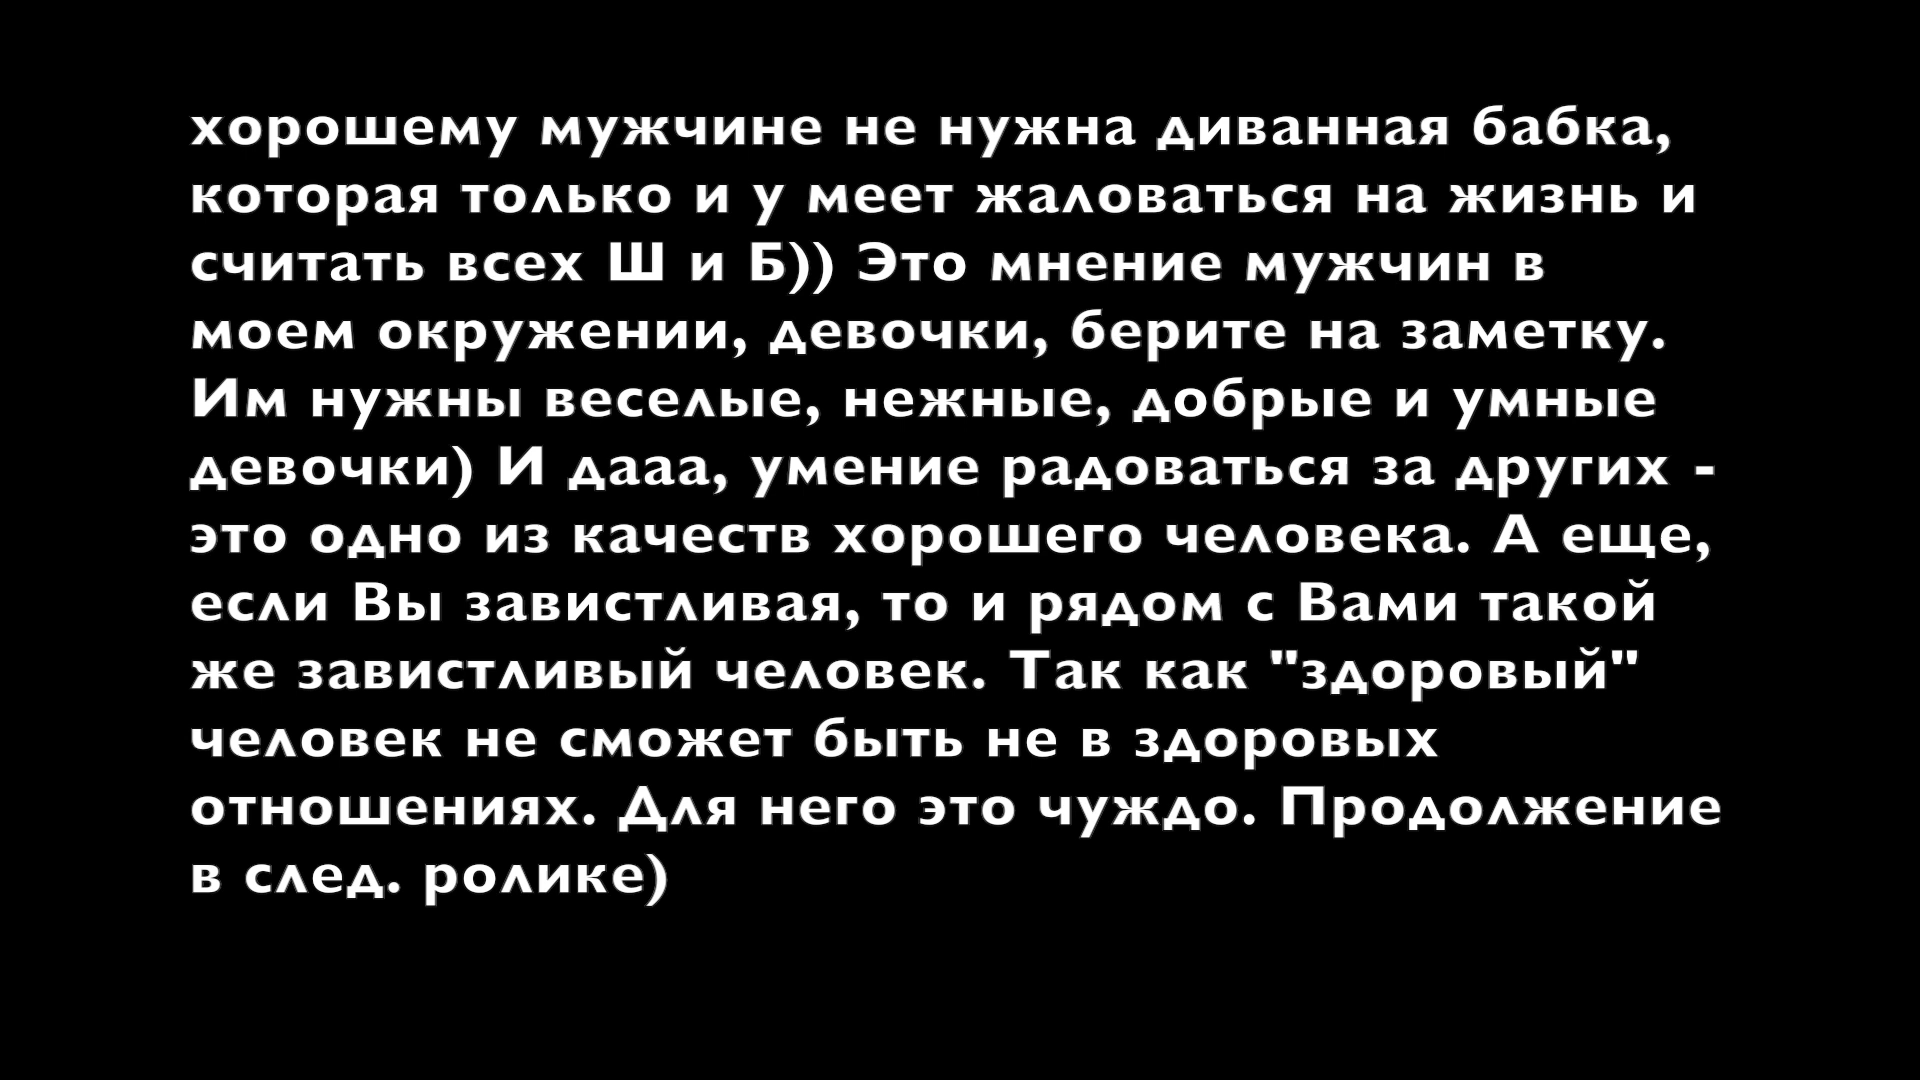 хорошему мужчине не нужна диванная бабка,
которая только и у меет жаловаться на жизнь и
считать всех Ш и Б)) Это мнение мужчин в
моем окружении, девочки, берите на заметку.
Им нужны веселые, нежные, добрые и умные
девочки) И дааа, умение радоваться за других -
это одно из качеств хорошего человека. А еще,
если Вы завистливая, то и рядом с Вами такой
же завистливый человек. Так как "здоровый"
человек не сможет быть не в здоровых
отношениях. Для него это чуждо. Продолжение
в след. ролике)